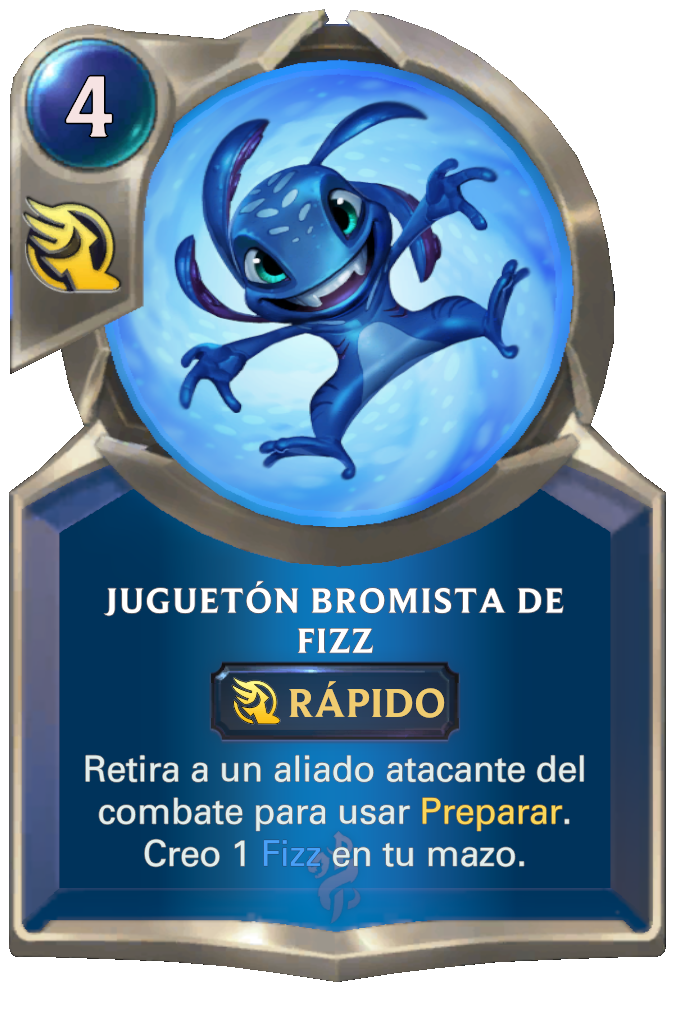 4
JUGUETÓN BROMISTA DE
FIZZ
RÁPIDO
Retira a un aliado atacante del
combate para usar Preparar.
Creo 1 Fizz en tu mazo.